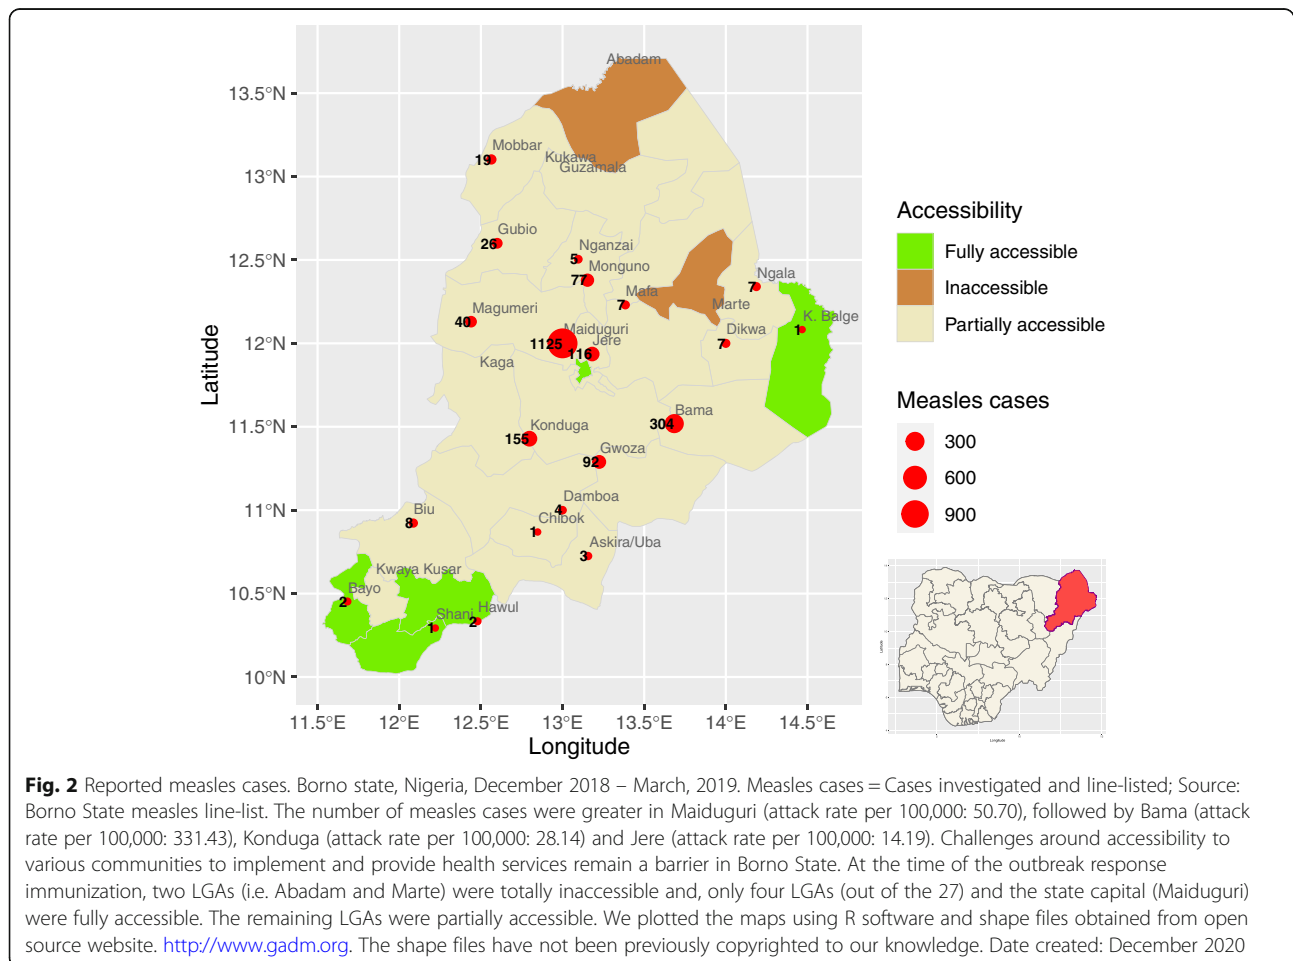 Abadam
13.5°N
Mobbar
19
Kukawa
13°N
Guzamala
Gubio
26
Nganzai
12.5°N
5
Monguno
77
Ngala
7
Mafa
7
Marte
Magumeri
40
K. Balge
1
Maiduguri
Dikwa
12°N
1125
Jere
116
7
Kaga
Bama
11.5°N
304
Konduga
155
Gwoza
92
Damboa
11°N
4
Biu
8
Chibok
1
Askira/Uba
3
Kwaya Kusar
10.5°N
Bayo
2
Shani
1
Hawul
2
10°N
11.5°E 12°E 12.5°E 13°E 13.5°E 14°E 14.5°E
Longitude
Latitude
Accessibility
Fully accessible
Inaccessible
Partially accessible
Measles cases
300
600
900
Longitude
Fig. 2 Reported measles cases. Borno state, Nigeria, December 2018 – March, 2019. Measles cases = Cases investigated and line-listed; Source:
Borno State measles line-list. The number of measles cases were greater in Maiduguri (attack rate per 100,000: 50.70), followed by Bama (attack
rate per 100,000: 331.43), Konduga (attack rate per 100,000: 28.14) and Jere (attack rate per 100,000: 14.19). Challenges around accessibility to
various communities to implement and provide health services remain a barrier in Borno State. At the time of the outbreak response
immunization, two LGAs (i.e. Abadam and Marte) were totally inaccessible and, only four LGAs (out of the 27) and the state capital (Maiduguri)
were fully accessible. The remaining LGAs were partially accessible. We plotted the maps using R software and shape files obtained from open
source website. http://www.gadm.org. The shape files have not been previously copyrighted to our knowledge. Date created: December 2020